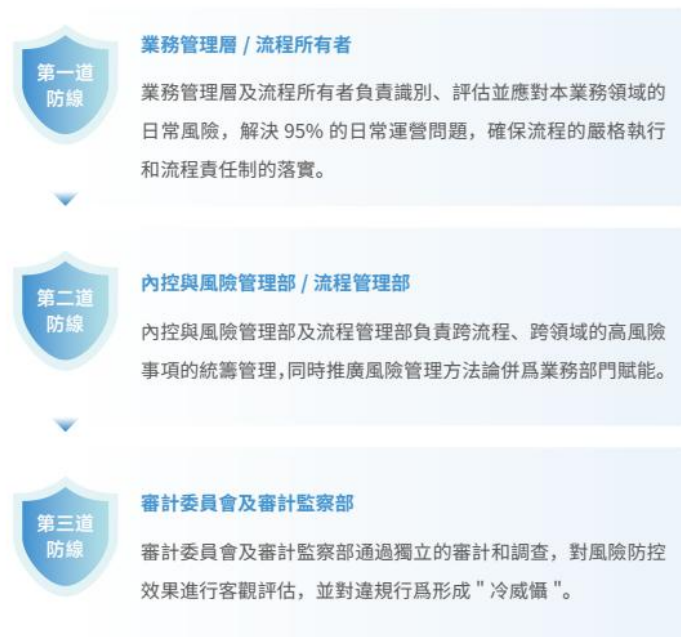 第一道
防線
業務管理層 / 流程所有者
業務管理層及流程所有者負責識別、評估並應對本業務領域的
日常風險，解決 95% 的日常運營問題，確保流程的嚴格執行
和流程責任制的落實。
第二道
防線
內控與風險管理部 / 流程管理部
內控與風險管理部及流程管理部負責跨流程、跨領域的高風險
事項的統籌管理，同時推廣風險管理方法論併爲業務部門賦能。
第三道
防線
審計委員會及審計監察部
審計委員會及審計監察部通過獨立的審計和調查，對風險防控
效果進行客觀評估，並對違規行爲形成 " 冷威懾 "。